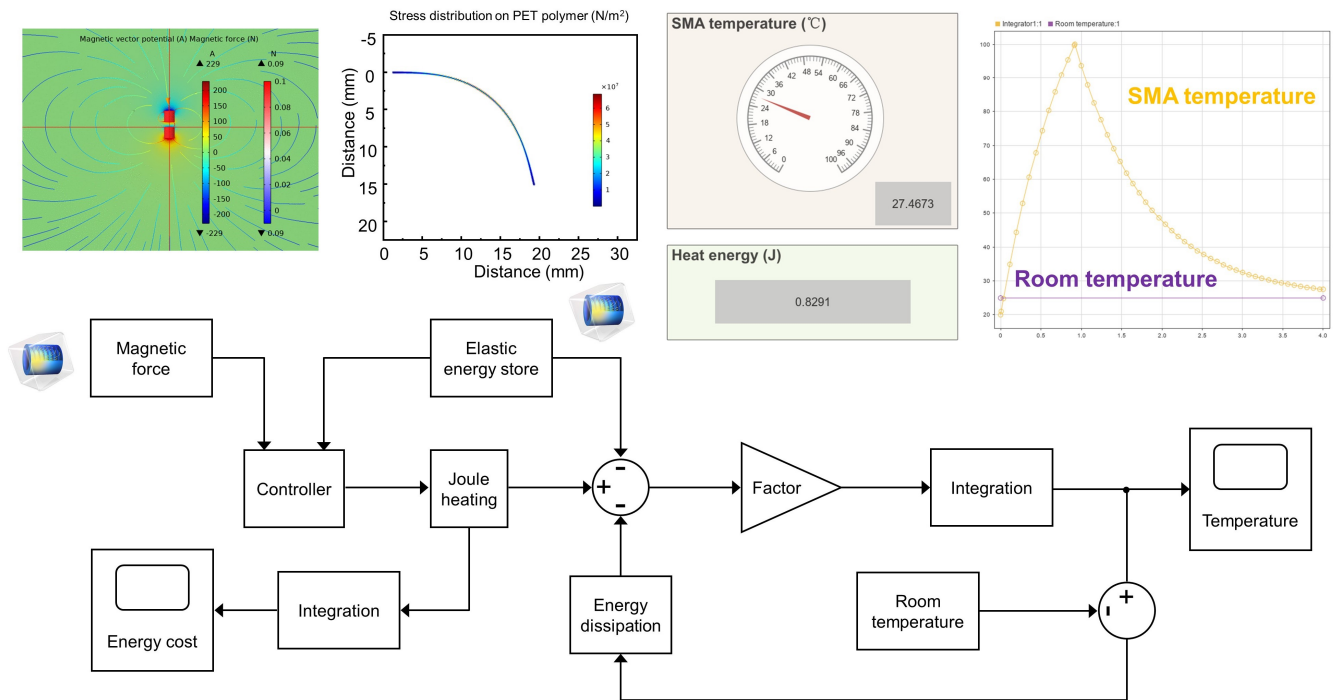 Magnetic vector potential (A) Magnetic force (N)
A
N
▲ 229
▲ 0.09
200
150
100
50
0
-50
-100
-150
-200
0.1
0.08
0.06
0.04
0.02
0
▼ -229
▼ 0.09
Stress distribution on PET polymer (N/m²)
-5
0
5
10
15
20
Distance (mm)
0
5
10
15
20
25
30
Distance (mm)
×10⁷
6
5
4
3
2
1
SMA temperature (℃)
0
6
12
18
24
30
36
42
48
54
60
66
72
78
84
90
96
100
27.4673
Heat energy (J)
0.8291
Integrator1:1
Room temperature:1
100
90
80
70
60
50
40
30
20
0
0.5
1.0
1.5
2.0
2.5
3.0
3.5
4.0
SMA temperature
Room temperature
Magnetic
force
Elastic
energy store
Controller
Joule
heating
+
-
-
Factor
Integration
Temperature
Energy cost
Integration
Energy
dissipation
Room
temperature
+
-